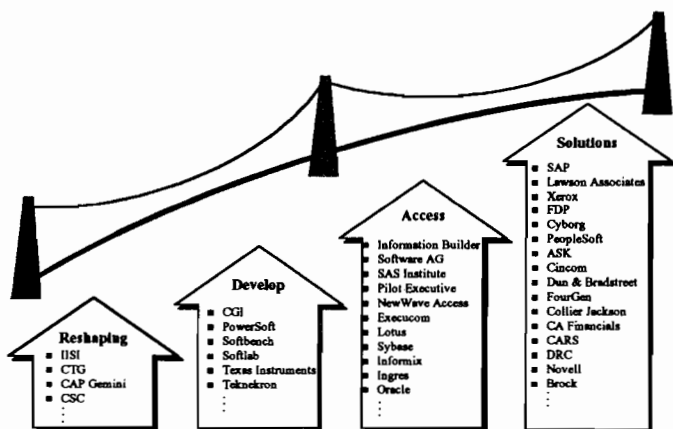 Reshaping
IISI
CTG
CAP Gemini
CSC
Develop
CGI
PowerSoft
Softbench
Softlab
Texas Instruments
Teknekron
Access
Information Builder
Software AG
SAS Institute
Pilot Executive
NewWave Access
Execucom
Lotus
Sybase
Informix
Ingres
Oracle
Solutions
SAP
Lawson Associates
Xerox
FDP
Cyborg
PeopleSoft
ASK
Cincom
Dun & Bradstreet
FourGen
Collier Jackson
CA Financials
CARS
DRC
Novell
Brock